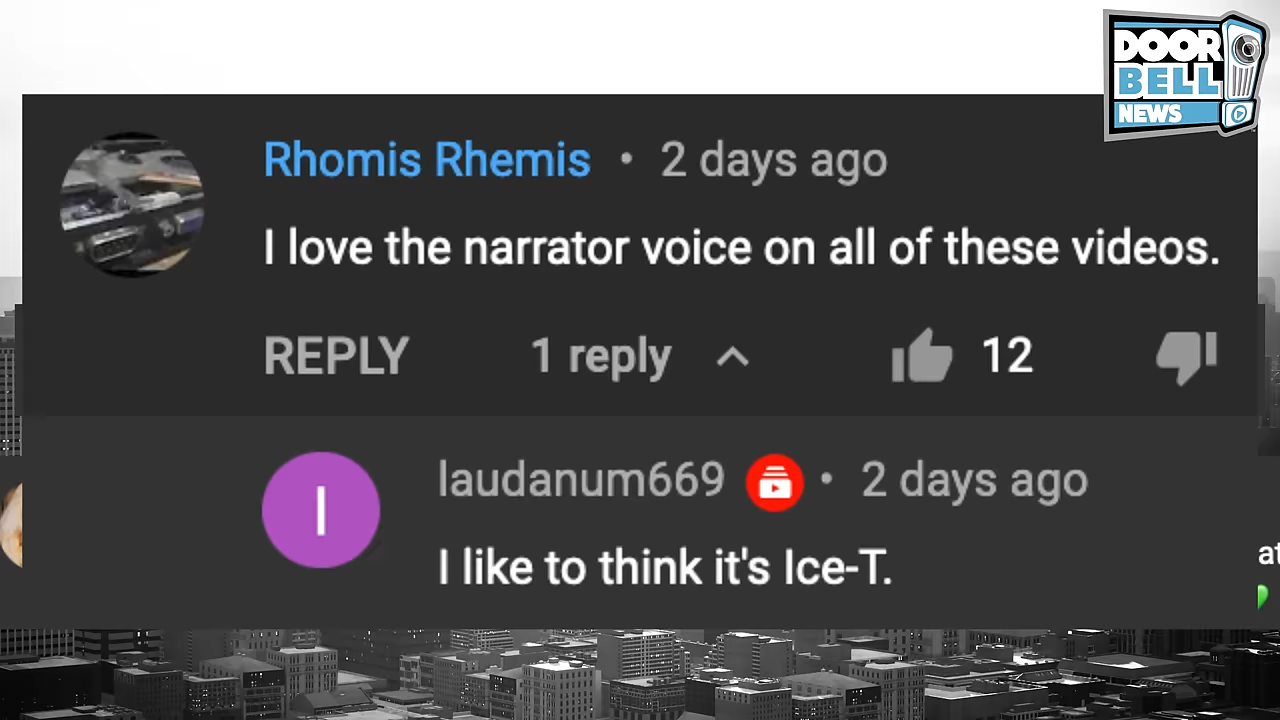 DOOR
BELL
NEWS
Rhomis Rhemis • 2 days ago
I love the narrator voice on all of these videos.
REPLY 1 reply 12
l
laudanum669 • 2 days ago
I like to think it's Ice-T.